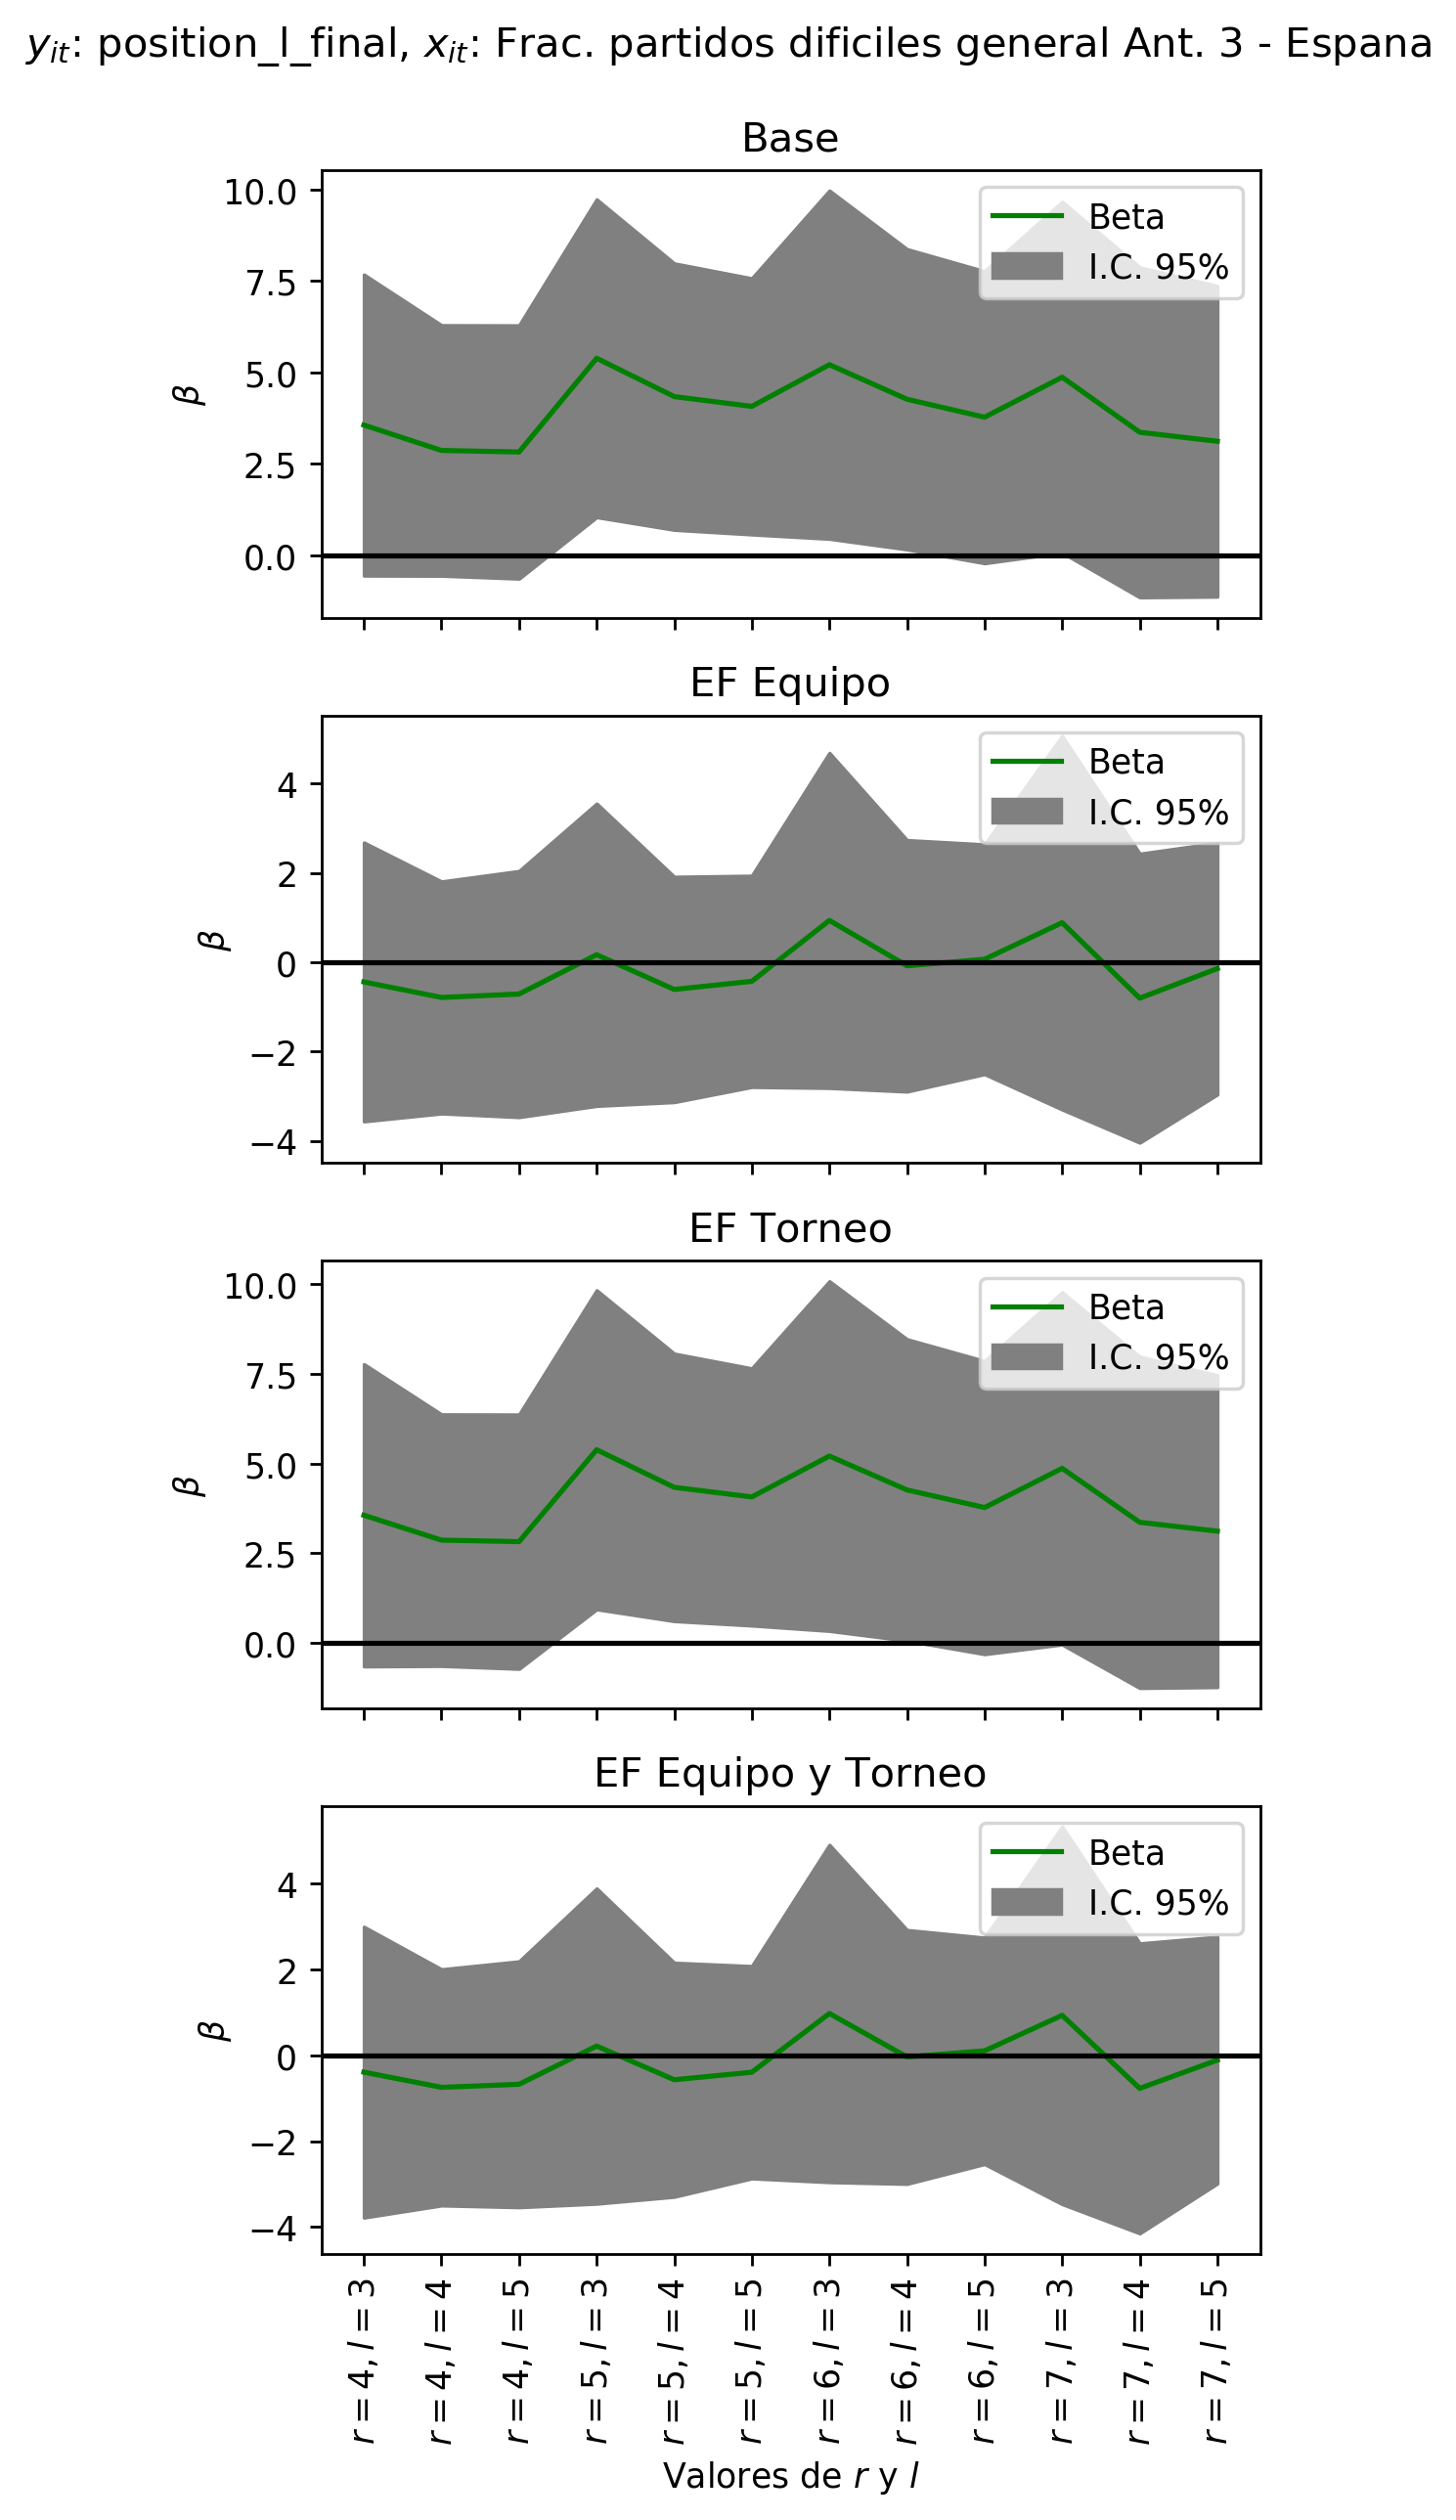 y_it: position_l_final, x_it: Frac. partidos dificiles general Ant. 3 - Espana
Base
10.0
7.5
5.0
2.5
0.0
β
Beta
I.C. 95%
EF Equipo
4
2
0
−2
−4
β
Beta
I.C. 95%
EF Torneo
10.0
7.5
5.0
2.5
0.0
β
Beta
I.C. 95%
EF Equipo y Torneo
4
2
0
−2
−4
β
Beta
I.C. 95%
r = 4, l = 3
r = 4, l = 4
r = 4, l = 5
r = 5, l = 3
r = 5, l = 4
r = 5, l = 5
r = 6, l = 3
r = 6, l = 4
r = 6, l = 5
r = 7, l = 3
r = 7, l = 4
r = 7, l = 5
Valores de r y l